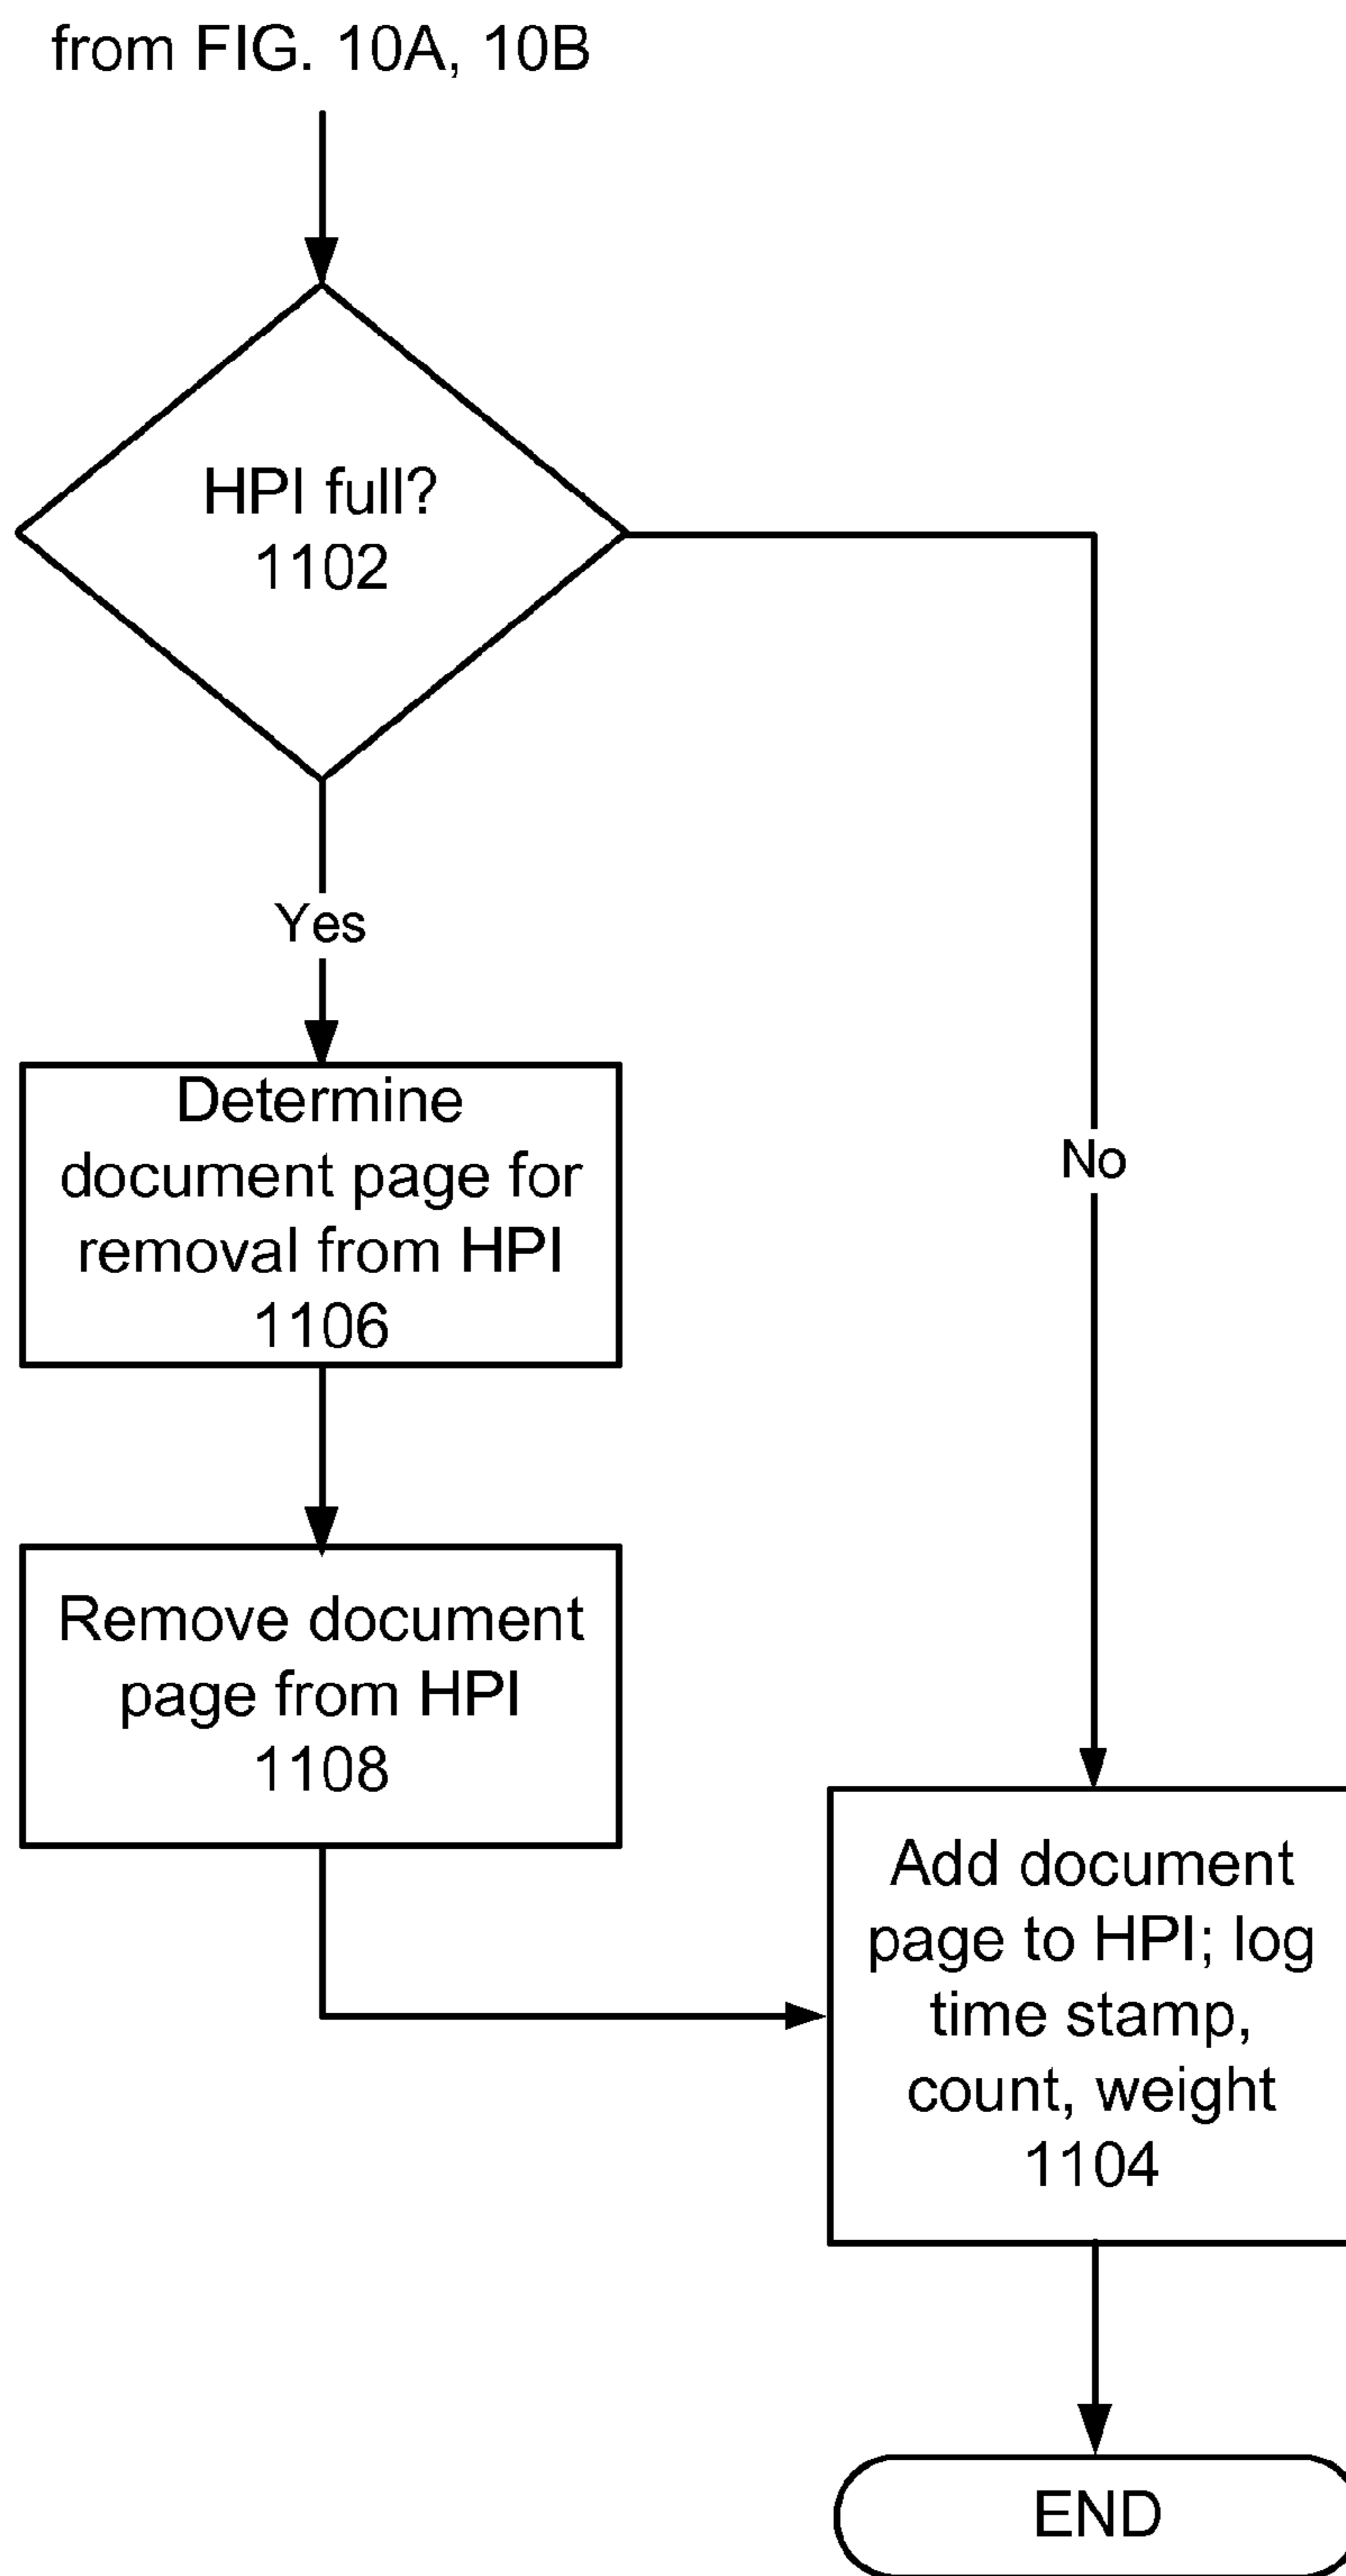 from FIG. 10A, 10B
HPI full?
1102
Yes
No
Determine
document page for
removal from HPI
1106
Remove document
page from HPI
1108
Add document
page to HPI; log
time stamp,
count, weight
1104
END